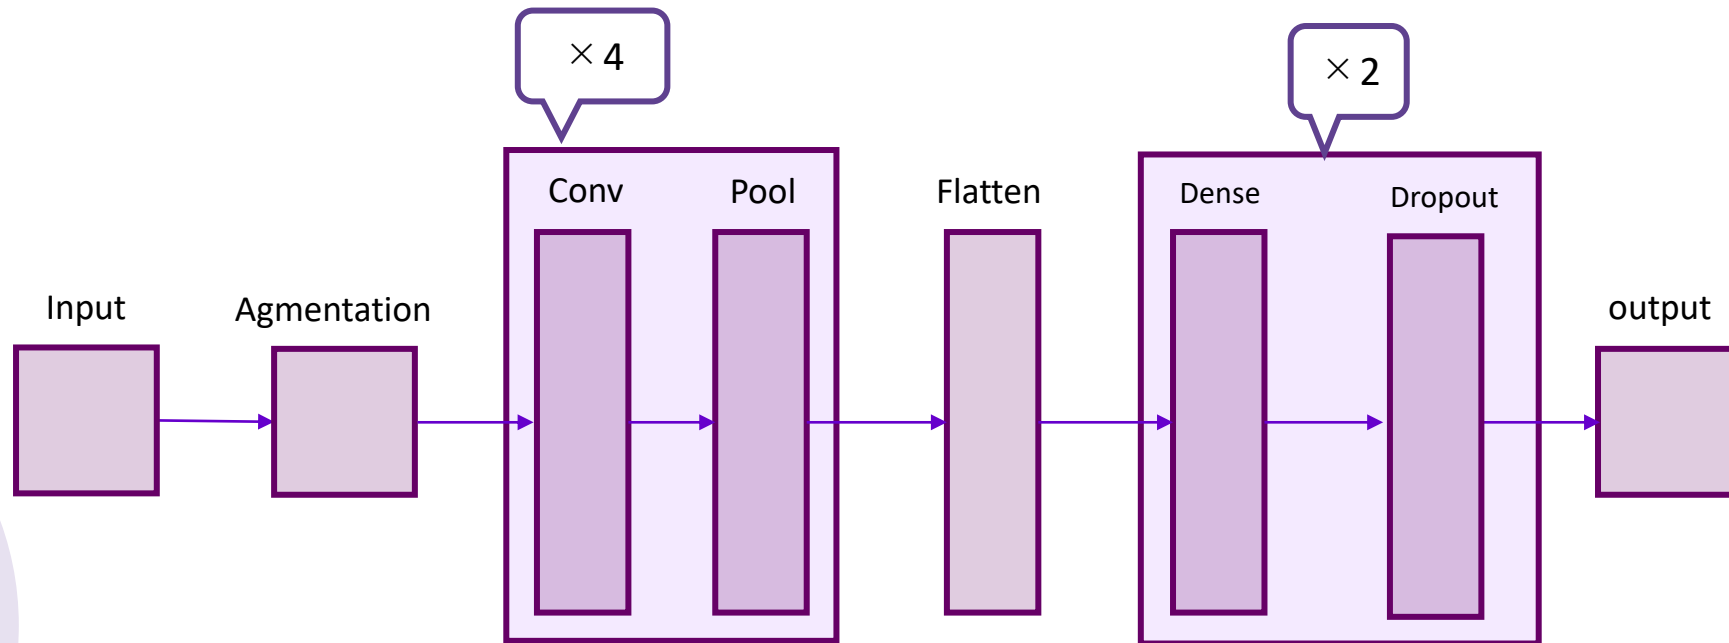 × 4
× 2
Conv
Pool
Flatten
Dense
Dropout
Input
Agmentation
output